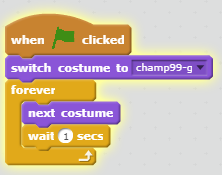 when clicked
switch costume to champ99-g
forever
next costume
wait 1 secs